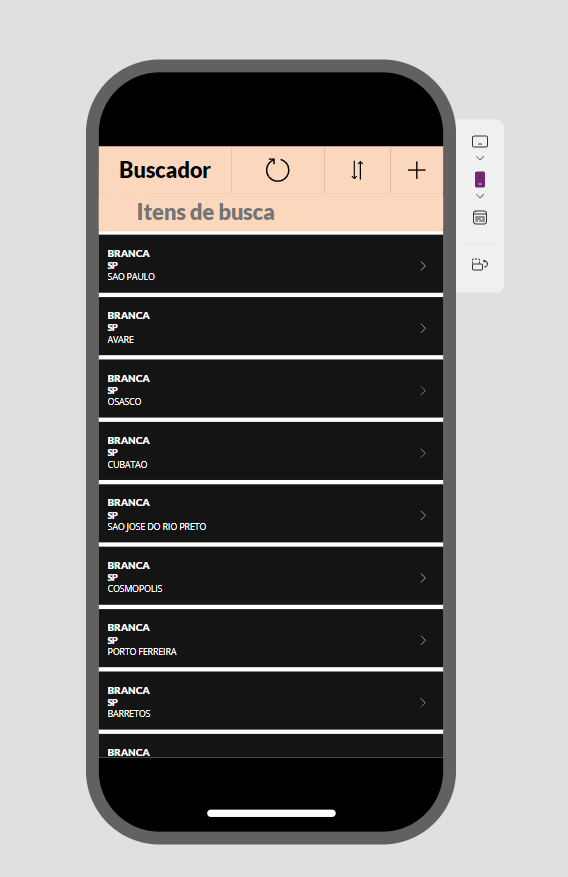 Buscador
Itens de busca
BRANCA
SP
SAO PAULO
BRANCA
SP
AVARE
BRANCA
SP
OSASCO
BRANCA
SP
CUBATAO
BRANCA
SP
SAO JOSE DO RIO PRETO
BRANCA
SP
COSMOPOLIS
BRANCA
SP
PORTO FERREIRA
BRANCA
SP
BARRETOS
BRANCA